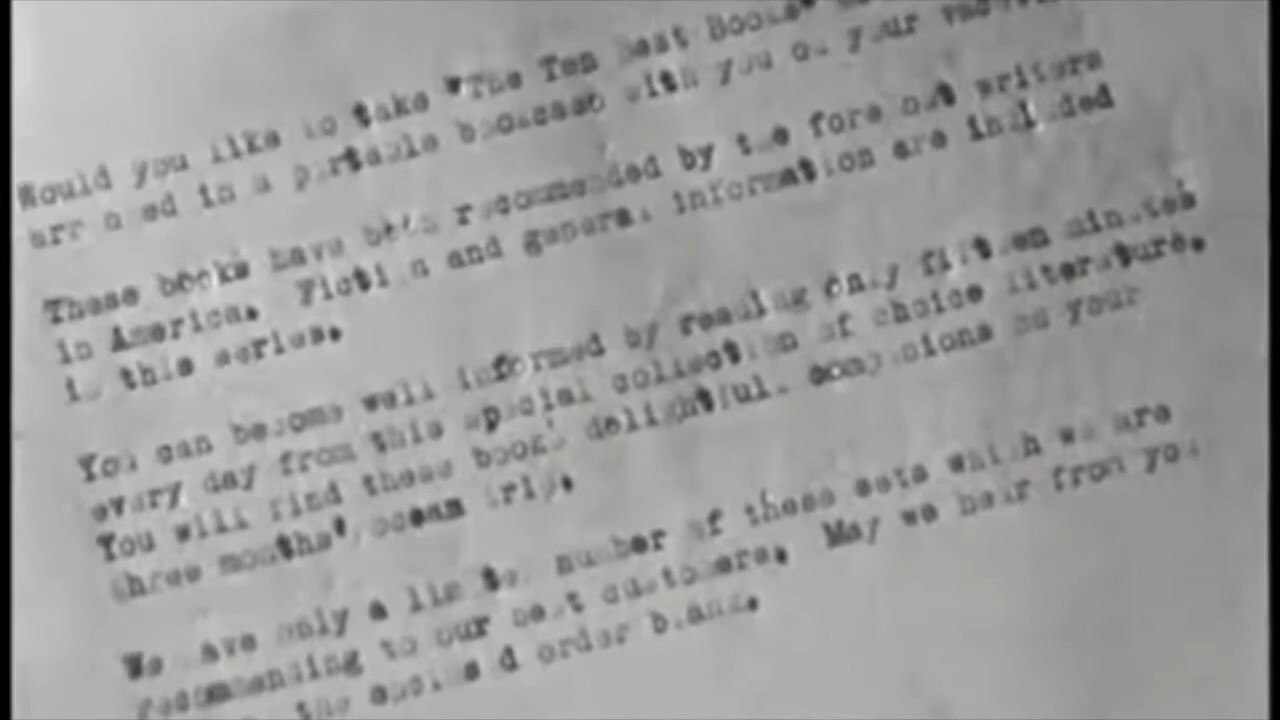 Would you like to take "The Ten Best Books"
arranged in a portable bookcase with you on your
These books have been recommended by the foremost writers
in America. Fiction and general information are included
in this series.
You can become well informed by reading only fifteen minutes
every day from this special collection of choice literature.
You will find these books delightful companions on your
three months' ocean trip.
We have only a limited number of these sets which we are
recommending to our best customers. May we hear from you
the enclosed order blank.